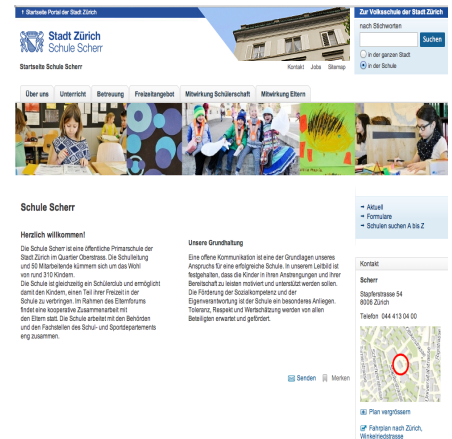 ↑ Startseite Portal der Stadt Zürich
Zur Volksschule der Stadt Zürich
Stadt Zürich
Schule Scherr
nach Stichworten
Suchen
in der ganzen Stadt
in der Schule
Startseite Schule Scherr
Kontakt Jobs Sitemap
Über uns Unterricht Betreuung Freizeitangebot Mitwirkung Schülerschaft Mitwirkung Eltern
Schule Scherr
Herzlich willkommen!
Die Schule Scherr ist eine öffentliche Primarschule der
Stadt Zürich im Quartier Oberstrass. Die Schulleitung
und 50 Mitarbeitende kümmern sich um das Wohl
von rund 310 Kindern.
Die Schule ist gleichzeitig ein Schülerclub und ermöglicht
damit den Kindern, einen Teil ihrer Freizeit in der
Schule zu verbringen. Im Rahmen des Elternforums
findet eine kooperative Zusammenarbeit mit
den Eltern statt. Die Schule arbeitet mit den Behörden
und den Fachstellen des Schul- und Sportdepartements
eng zusammen.
Unsere Grundhaltung
Eine offene Kommunikation ist eine der Grundlagen unseres
Anspruchs für eine erfolgreiche Schule. In unserem Leitbild ist
festgehalten, dass die Kinder in ihren Anstrengungen und ihrer
Bereitschaft zu leisten motiviert und unterstützt werden sollen.
Die Förderung der Sozialkompetenz und der
Eigenverantwortung ist der Schule ein besonderes Anliegen.
Toleranz, Respekt und Wertschätzung werden von allen
Beteiligten erwartet und gefördert.
Senden Merken
→ Aktuell
→ Formulare
→ Schulen suchen A bis Z
Kontakt
Scherr
Stapferstrasse 54
8006 Zürich
Telefon 044 413 04 00
Plan vergrössern
Fahrplan nach Zürich,
Winkelriedstrasse